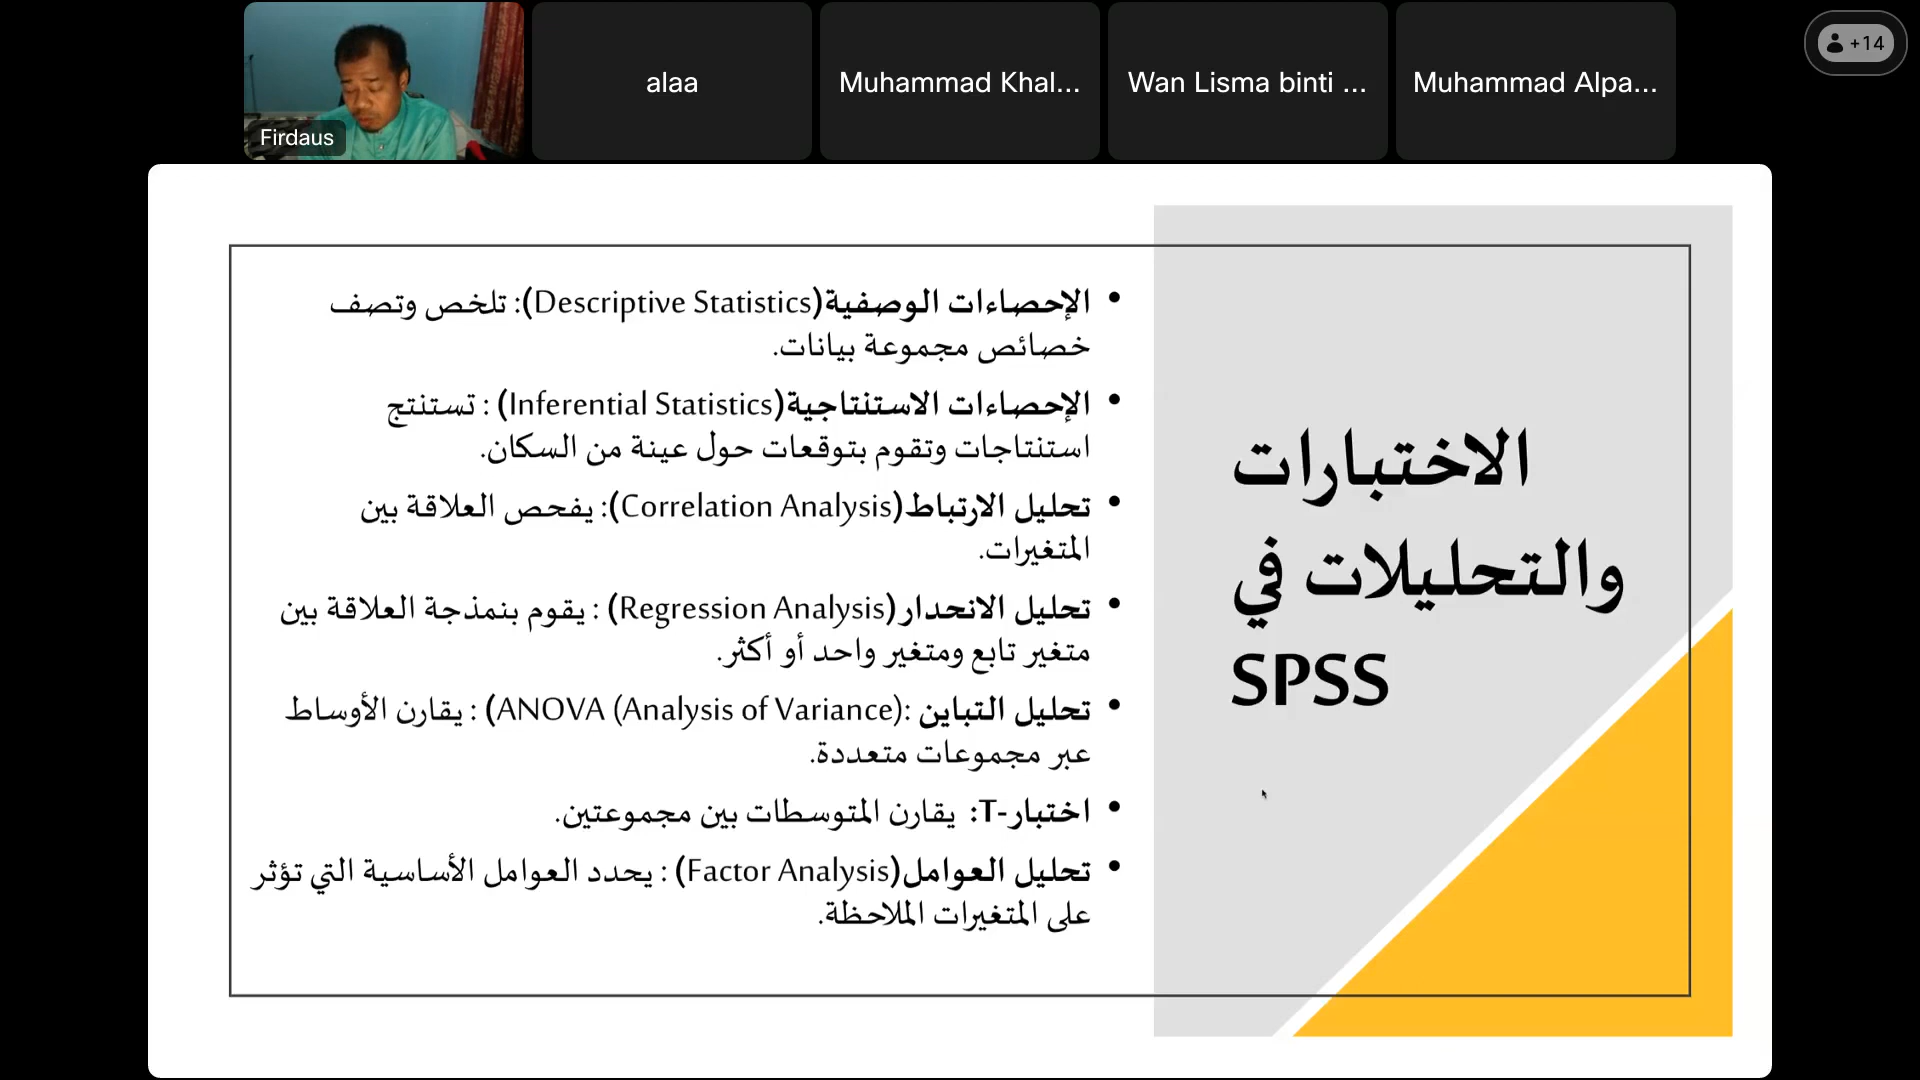 Firdaus
alaa
Muhammad Khal...
Wan Lisma binti ...
Muhammad Alpa...
+14
الاختبارات
والتحليلات في
SPSS
• الإحصاءات الوصفية(Descriptive Statistics): تلخص وتصف
خصائص مجموعة بيانات.
• الإحصاءات الاستنتاجية(Inferential Statistics) : تستنتج
استنتاجات وتقوم بتوقعات حول عينة من السكان.
• تحليل الارتباط(Correlation Analysis): يفحص العلاقة بين
المتغيرات.
• تحليل الانحدار(Regression Analysis) : يقوم بنمذجة العلاقة بين
متغير تابع ومتغير واحد أو أكثر.
• تحليل التباين :(ANOVA (Analysis of Variance) : يقارن الأوساط
عبر مجموعات متعددة.
• اختبار-T: يقارن المتوسطات بين مجموعتين.
• تحليل العوامل(Factor Analysis) : يحدد العوامل الأساسية التي تؤثر
على المتغيرات الملاحظة.